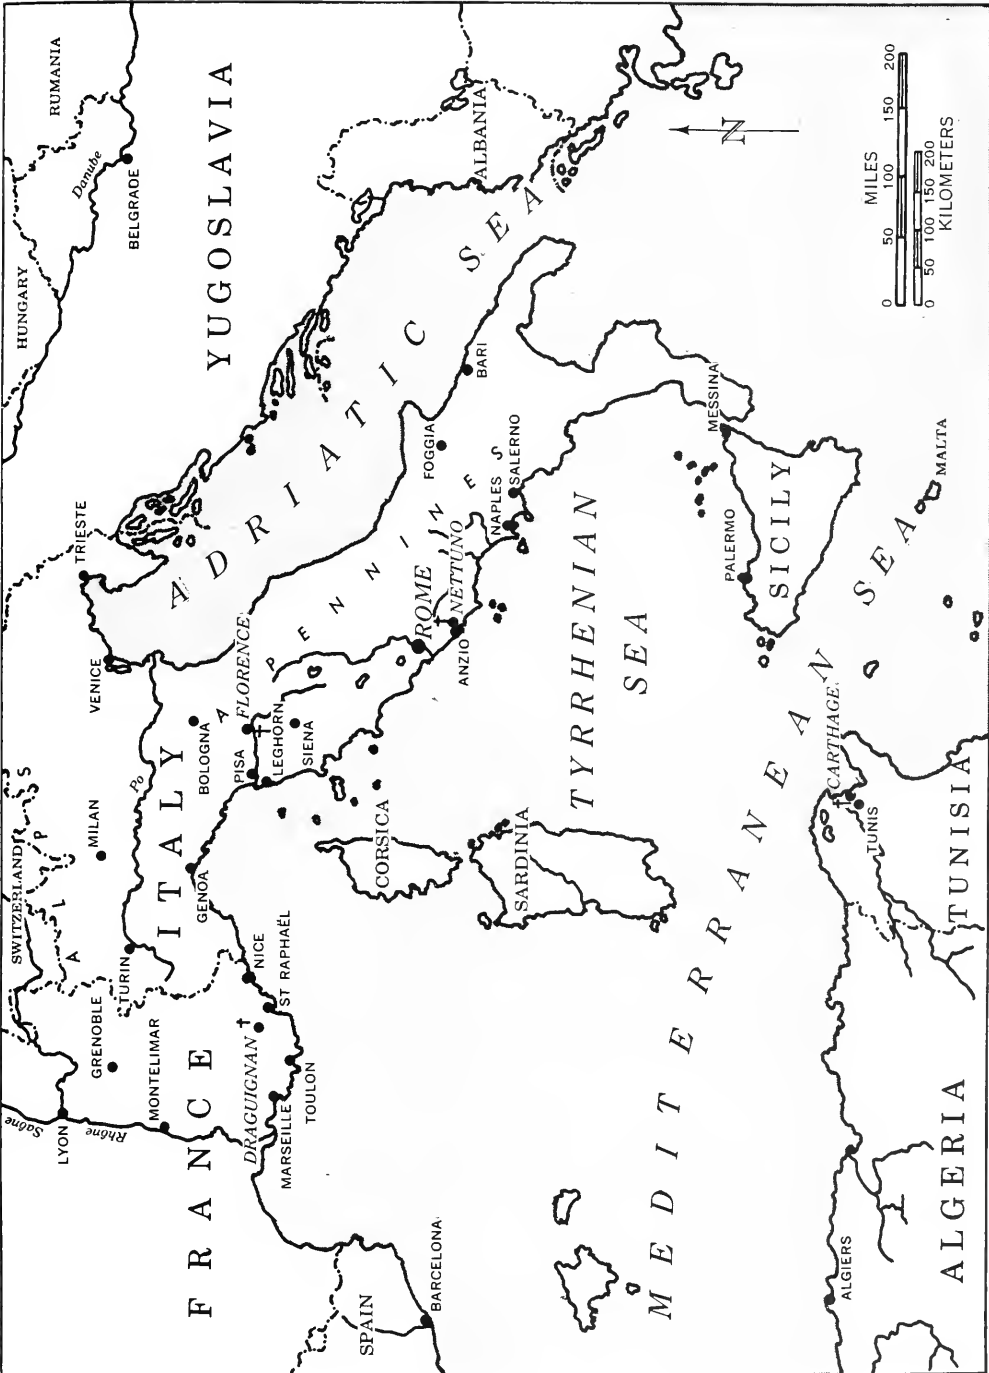 RUMANIA
HUNGARY
Danube
BELGRADE
YUGOSLAVIA
ALBANIA
SWITZERLAND
ALPS
TRIESTE
VENICE
MILAN
Po
TURIN
ITALY
GENOA
BOLOGNA
FLORENCE
PISA
LEGHORN
SIENA
APENNINES
ADRIATIC SEA
ROME
NETTUNO
ANZIO
FOGGIA
BARI
NAPLES
SALERNO
Saône
LYON
Rhône
GRENOBLE
MONTELIMAR
FRANCE
DRAGUIGNAN
NICE
ST RAPHAËL
MARSEILLE
TOULON
SPAIN
BARCELONA
CORSICA
SARDINIA
TYRRHENIAN
SEA
MESSINA
PALERMO
SICILY
MALTA
MEDITERRANEAN SEA
CARTHAGE
TUNIS
TUNISIA
ALGIERS
ALGERIA
N
MILES
0 50 100 150 200
0 50 100 150 200
KILOMETERS